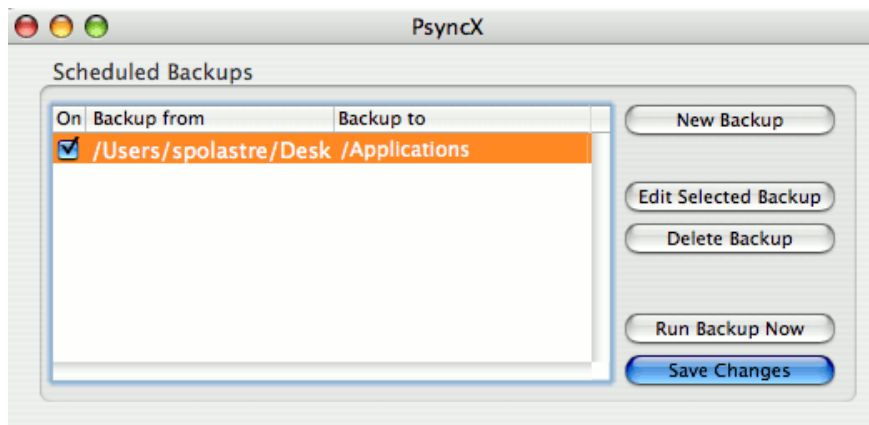 PsyncX
Scheduled Backups
On Backup from Backup to
/Users/spolastre/Desk /Applications
New Backup
Edit Selected Backup
Delete Backup
Run Backup Now
Save Changes